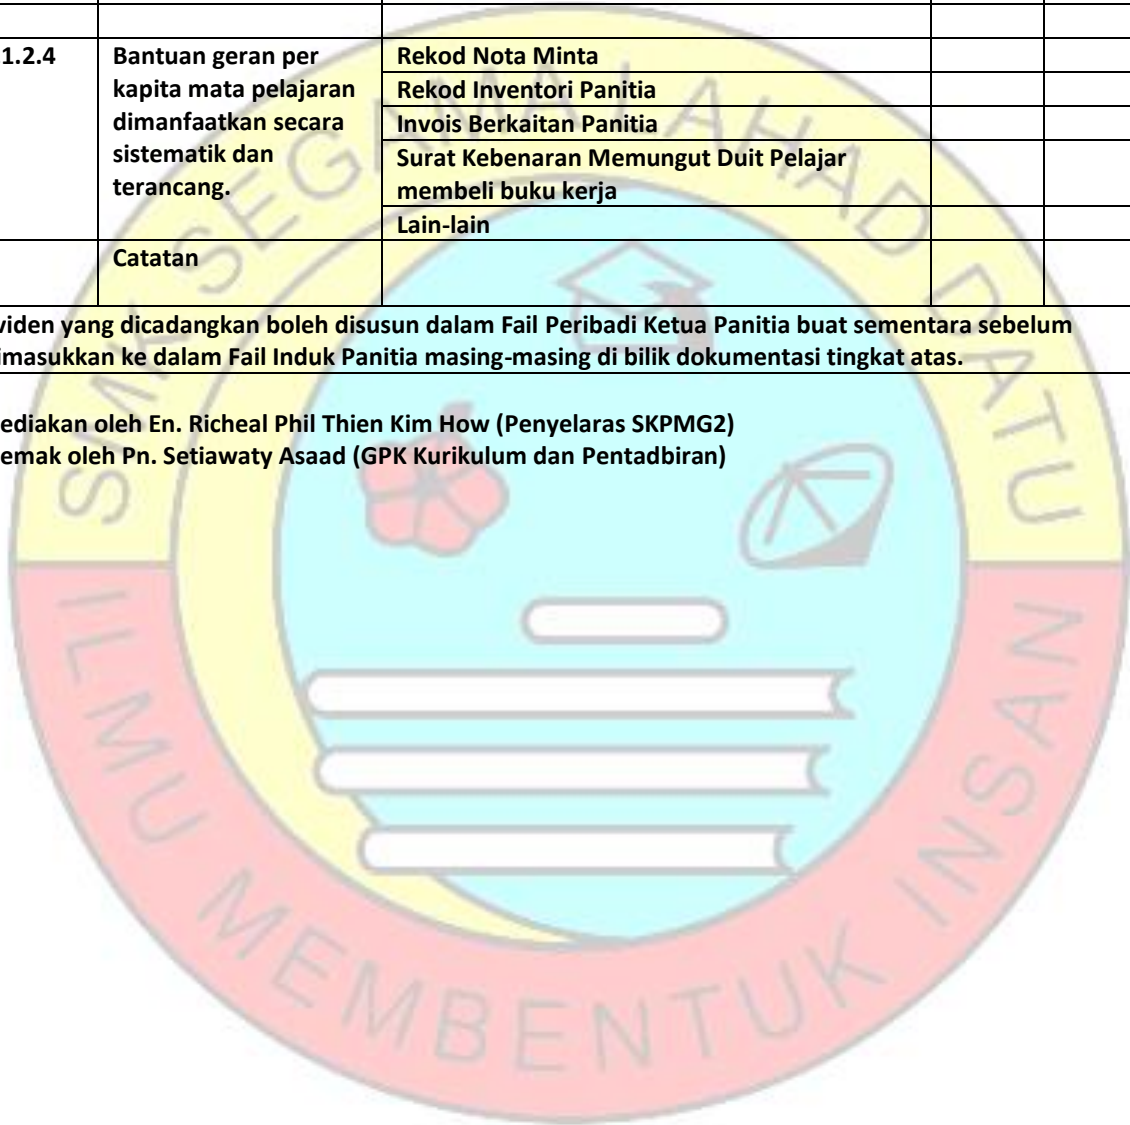 1.2.4
Bantuan geran per
kapita mata pelajaran
dimanfaatkan secara
sistematik dan
terancang.
Rekod Nota Minta
Rekod Inventori Panitia
Invois Berkaitan Panitia
Surat Kebenaran Memungut Duit Pelajar
membeli buku kerja
Lain-lain
Catatan
viden yang dicadangkan boleh disusun dalam Fail Peribadi Ketua Panitia buat sementara sebelum
imasukkan ke dalam Fail Induk Panitia masing-masing di bilik dokumentasi tingkat atas.
ediakan oleh En. Richeal Phil Thien Kim How (Penyelaras SKPMG2)
emak oleh Pn. Setiawaty Asaad (GPK Kurikulum dan Pentadbiran)
SMK SEGAMA LAHAD DATU
ILMU MEMBENTUK INSAN